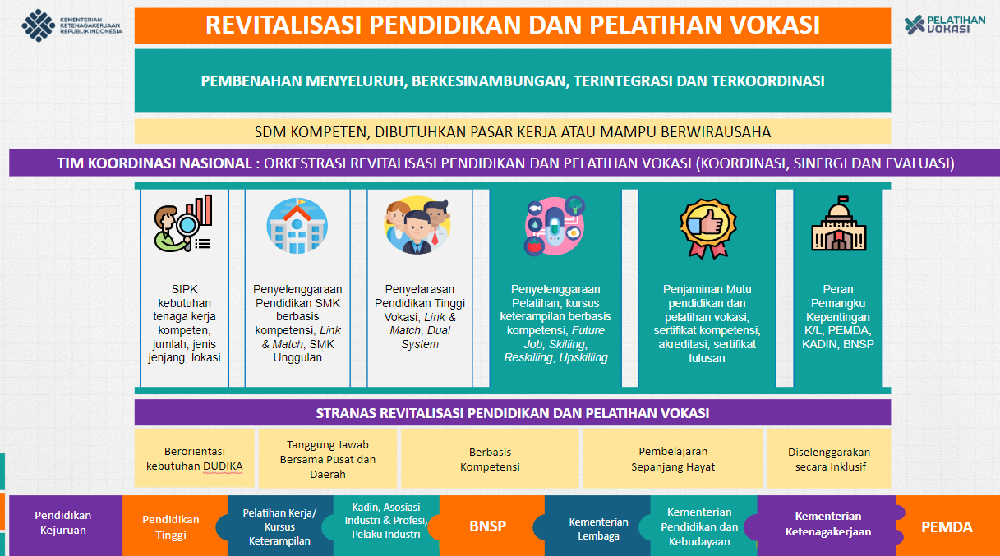 KEMENTERIAN
KETENAGAKERJAAN
REPUBLIK INDONESIA
REVITALISASI PENDIDIKAN DAN PELATIHAN VOKASI
PELATIHAN
VOKASI
PEMBENAHAN MENYELURUH, BERKESINAMBUNGAN, TERINTEGRASI DAN TERKOORDINASI
SDM KOMPETEN, DIBUTUHKAN PASAR KERJA ATAU MAMPU BERWIRAUSAHA
TIM KOORDINASI NASIONAL : ORKESTRASI REVITALISASI PENDIDIKAN DAN PELATIHAN VOKASI (KOORDINASI, SINERGI DAN EVALUASI)
SIPK
kebutuhan
tenaga kerja
kompeten,
jumlah, jenis
jenjang, lokasi
Penyelenggaraan
Pendidikan SMK
berbasis
kompetensi, Link
& Match, SMK
Unggulan
Penyelarasan
Pendidikan Tinggi
Vokasi, Link &
Match, Dual
System
Penyelenggaraan
Pelatihan, kursus
keterampilan berbasis
kompetensi, Future
Job, Skilling,
Reskilling, Upskilling
Penjaminan Mutu
pendidikan dan
pelatihan vokasi,
sertifikat kompetensi,
akreditasi, sertifikat
lulusan
Peran
Pemangku
Kepentingan
K/L, PEMDA,
KADIN, BNSP
STRANAS REVITALISASI PENDIDIKAN DAN PELATIHAN VOKASI
Berorientasi
kebutuhan DUDIKA
Tanggung Jawab
Bersama Pusat dan
Daerah
Berbasis
Kompetensi
Pembelajaran
Sepanjang Hayat
Diselenggarakan
secara Inklusif
Pendidikan
Kejuruan
Pendidikan
Tinggi
Pelatihan Kerja/
Kursus
Keterampilan
Kadin, Asosiasi
Industri & Profesi,
Pelaku Industri
BNSP
Kementerian
Lembaga
Kementerian
Pendidikan dan
Kebudayaan
Kementerian
Ketenagakerjaan
PEMDA